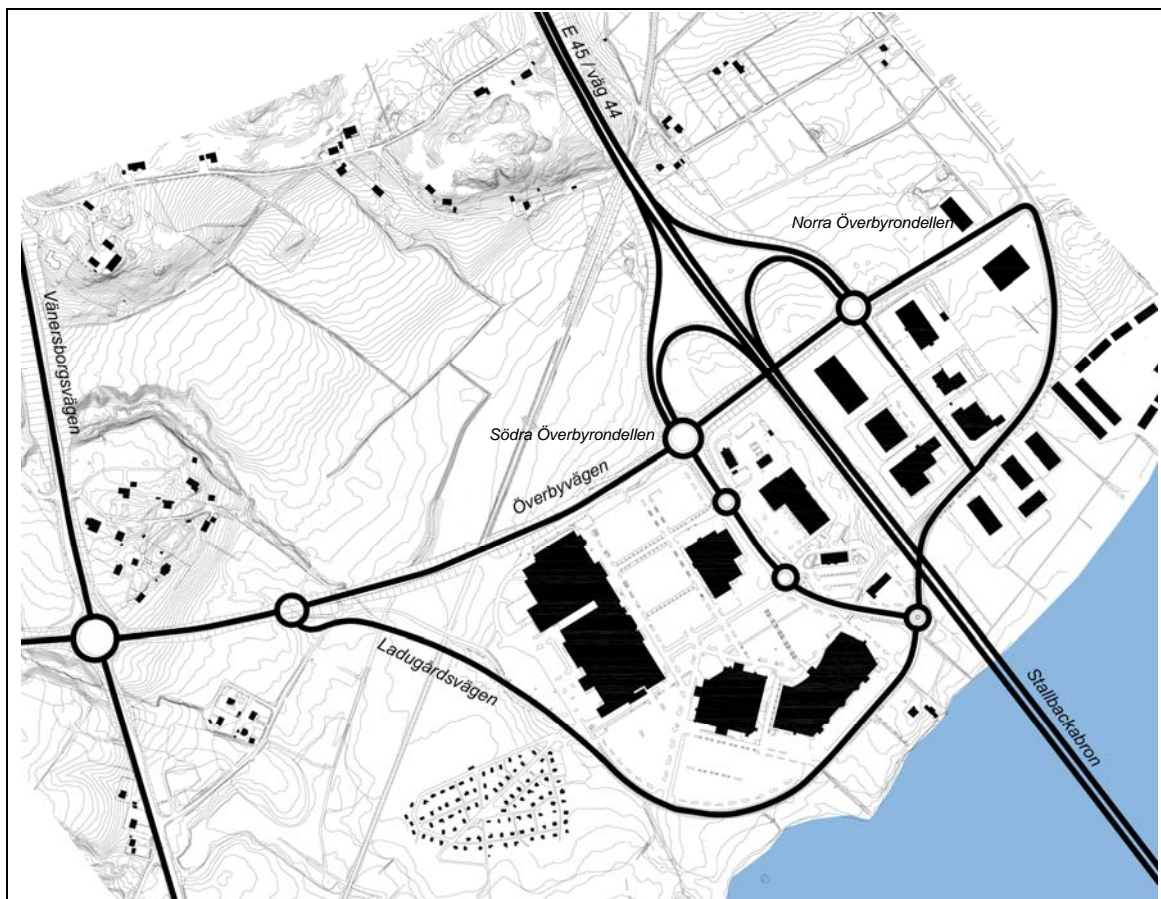 E 45 / väg 44
Norra Överbyrondellen
Vänersborgsvägen
Södra Överbyrondellen
Överbyvägen
Ladugårdsvägen
Stallbackabron